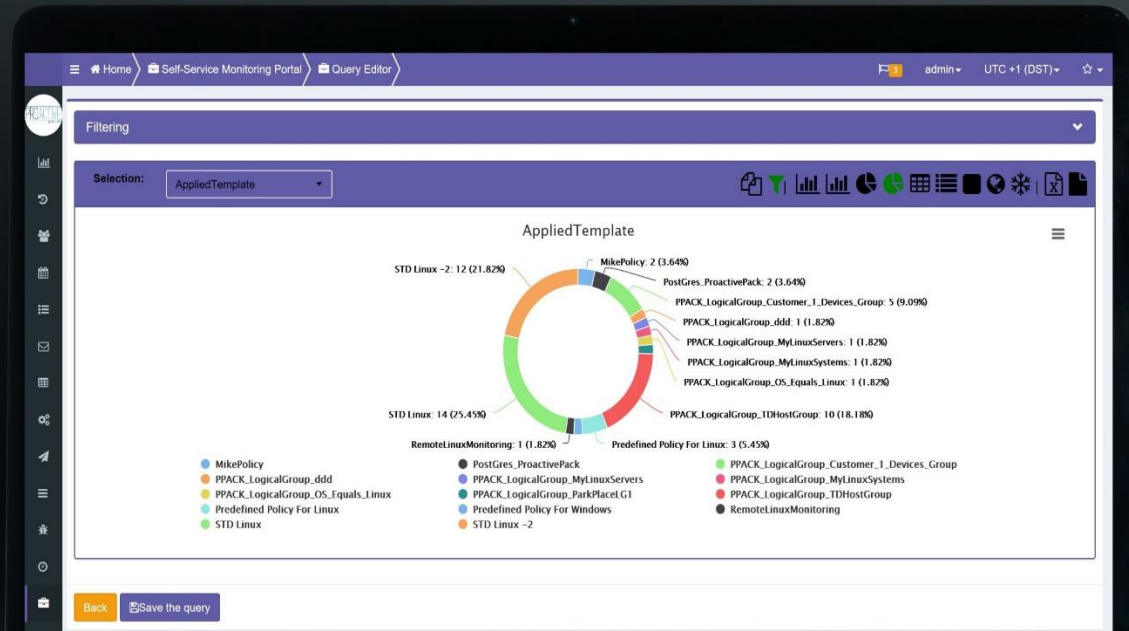 Home
Self-Service Monitoring Portal
Query Editor
3
admin
UTC +1 (DST)
Filtering
Selection:
AppliedTemplate
AppliedTemplate
STD Linux -2: 12 (21.82%)
MikePolicy: 2 (3.64%)
PostGres_ProactivePack: 2 (3.64%)
PPACK_LogicalGroup_Customer_1_Devices_Group: 5 (9.09%)
PPACK_LogicalGroup_ddd: 1 (1.82%)
PPACK_LogicalGroup_MyLinuxServers: 1 (1.82%)
PPACK_LogicalGroup_MyLinuxSystems: 1 (1.82%)
PPACK_LogicalGroup_OS_Equals_Linux: 1 (1.82%)
STD Linux: 14 (25.45%)
PPACK_LogicalGroup_TDHostGroup: 10 (18.18%)
RemoteLinuxMonitoring: 1 (1.82%)
Predefined Policy For Linux: 3 (5.45%)
MikePolicy
PostGres_ProactivePack
PPACK_LogicalGroup_Customer_1_Devices_Group
PPACK_LogicalGroup_ddd
PPACK_LogicalGroup_MyLinuxServers
PPACK_LogicalGroup_MyLinuxSystems
PPACK_LogicalGroup_OS_Equals_Linux
PPACK_LogicalGroup_ParkPlaceLG1
PPACK_LogicalGroup_TDHostGroup
Predefined Policy For Linux
Predefined Policy For Windows
RemoteLinuxMonitoring
STD Linux
STD Linux -2
Back
Save the query